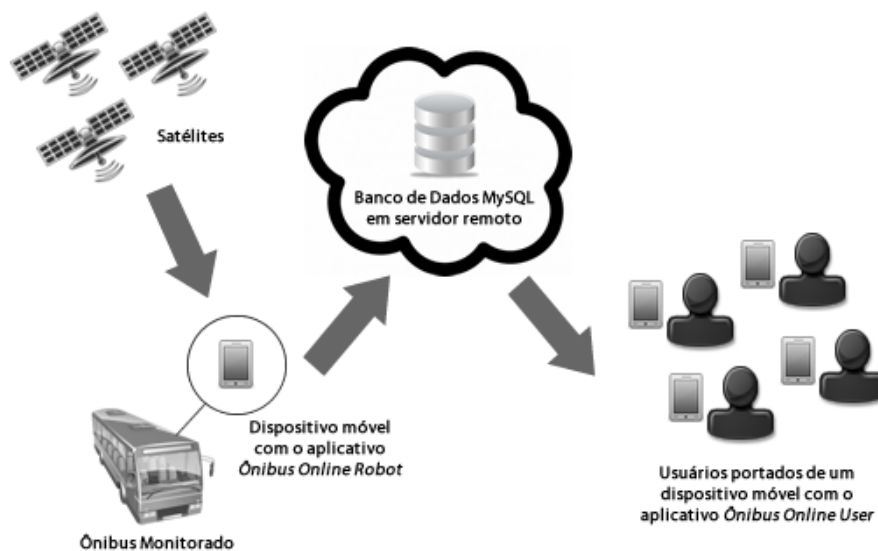 Satélites
Banco de Dados MySQL
em servidor remoto
Dispositivo móvel
com o aplicativo
Ônibus Online Robot
Ônibus Monitorado
Usuários portados de um
dispositivo móvel com o
aplicativo Ônibus Online User